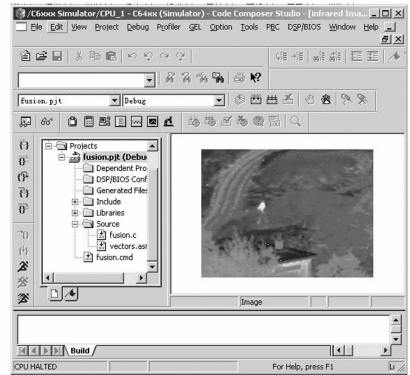 /C6xxx Simulator/CPU_1 - C64xx (Simulator) - Code Composer Studio - [Infrared Ima...
File Edit View Project Debug Profiler GEL Option Tools PBC DSP/BIOS Window Help
fusion.pjt Debug
Projects
fusion.pjt (Debu
Dependent Pro
DSP/BIOS Conf
Generated Files
Include
Libraries
Source
fusion.c
vectors.asm
fusion.cmd
Image
Build
CPU HALTED For Help, press F1